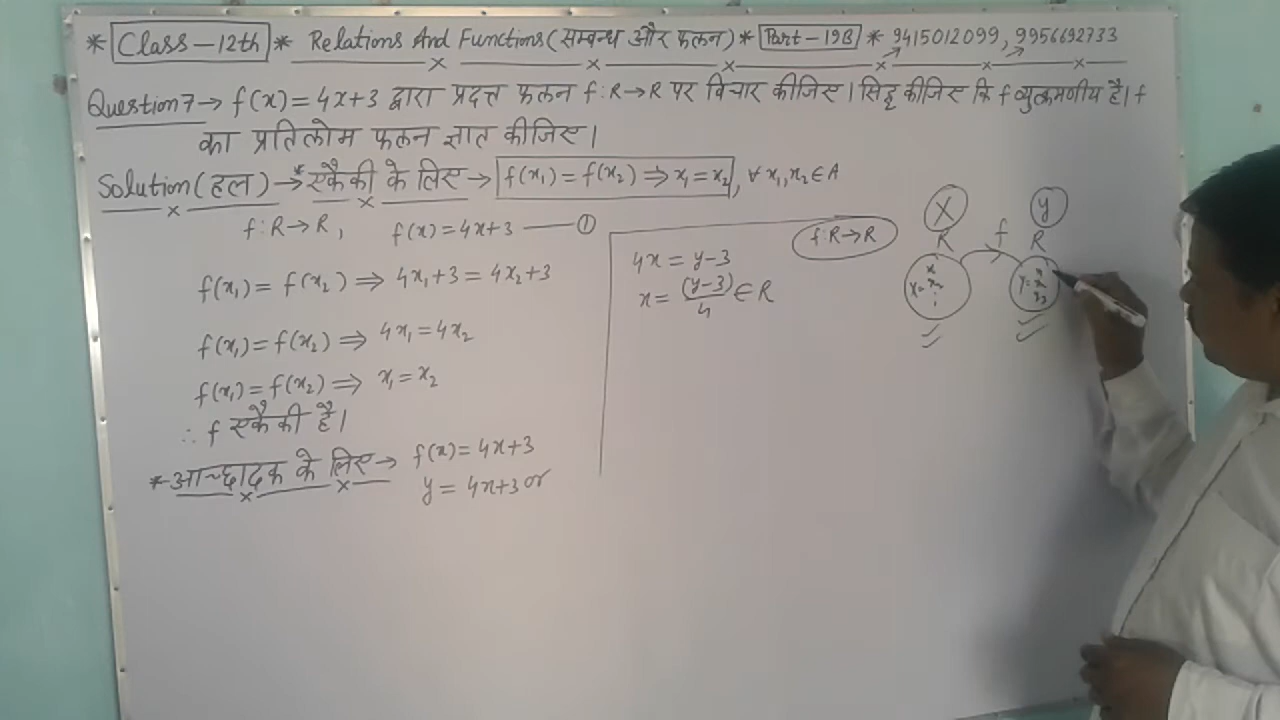 * Class-12th * Relations And Functions (सम्बन्ध और फलन) * Part-19B * 9415012099, 9956692733
Question 7 → f(x) = 4x+3 द्वारा प्रदत्त फलन f: R→R पर विचार कीजिए। सिद्ध कीजिए कि f व्युत्क्रमणीय है। f
का प्रतिलोम फलन ज्ञात कीजिए।
Solution (हल) → * एकैकी के लिए → f(x₁) = f(x₂) ⇒ x₁ = x₂, ∀ x₁, x₂ ∈ A
f: R→R, f(x) = 4x+3 —— ①
f(x₁) = f(x₂) ⇒ 4x₁+3 = 4x₂+3
f(x₁) = f(x₂) ⇒ 4x₁ = 4x₂
f(x₁) = f(x₂) ⇒ x₁ = x₂
∴ f एकैकी है।
* आच्छादक के लिए → f(x) = 4x+3
y = 4x+3 or
4x = y-3
x = (y-3)/4 ∈ R
f: R→R
X f y
R R